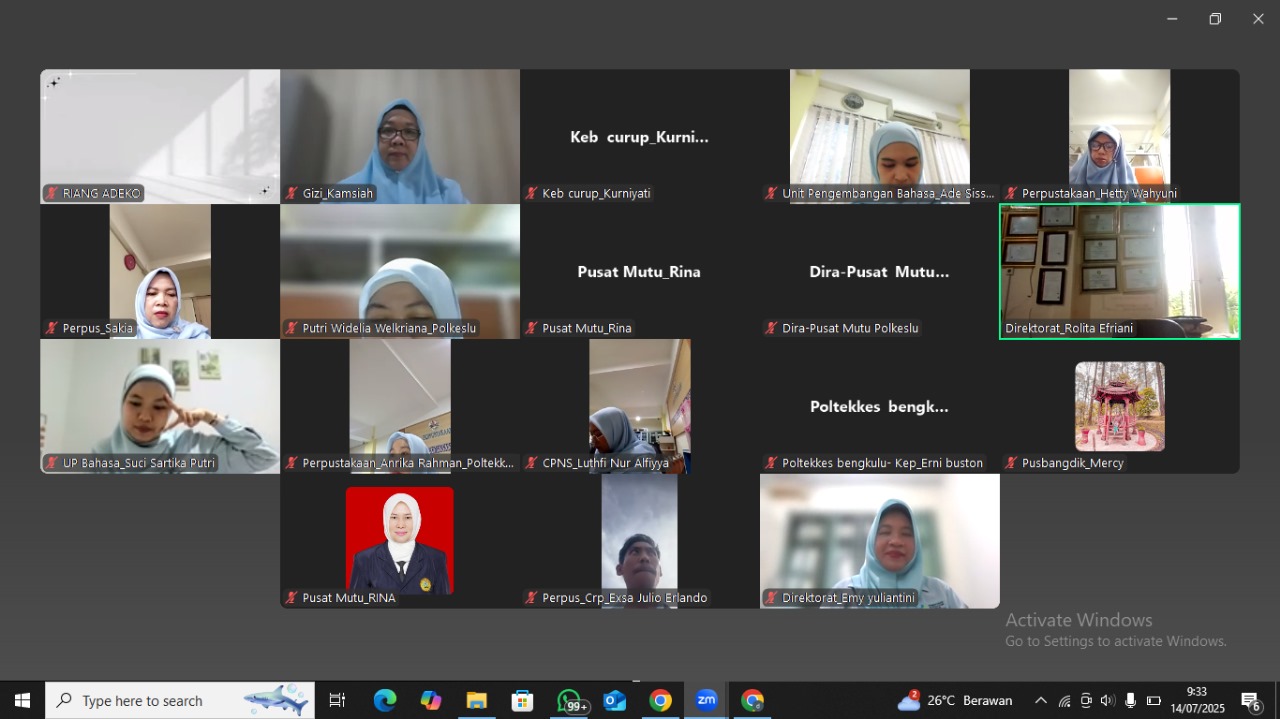 RIANG ADEKO
Gizi_Kamsiah
Keb curup_Kurni...
Keb curup_Kurniyati
Unit Pengembangan Bahasa_Ade Siss...
Perpustakaan_Hetty Wahyuni
Perpus_Sakia
Putri Widelia Welkriana_Polkeslu
Pusat Mutu_Rina
Pusat Mutu_Rina
Dira-Pusat Mutu...
Dira-Pusat Mutu Polkeslu
Direktorat_Rolita Efriani
UP Bahasa_Suci Sartika Putri
Perpustakaan_Anrika Rahman_Poltekk...
CPNS_Luthfi Nur Alfiyya
Poltekkes bengk...
Poltekkes bengkulu- Kep_Erni buston
Pusbangdik_Mercy
Pusat Mutu_RINA
Perpus_Crp_Exsa Julio Erlando
Direktorat_Emy yuliantini
Activate Windows
Go to Settings to activate Windows.
Type here to search
99+
zm
2
26°C Berawan
9:33
14/07/2025
6